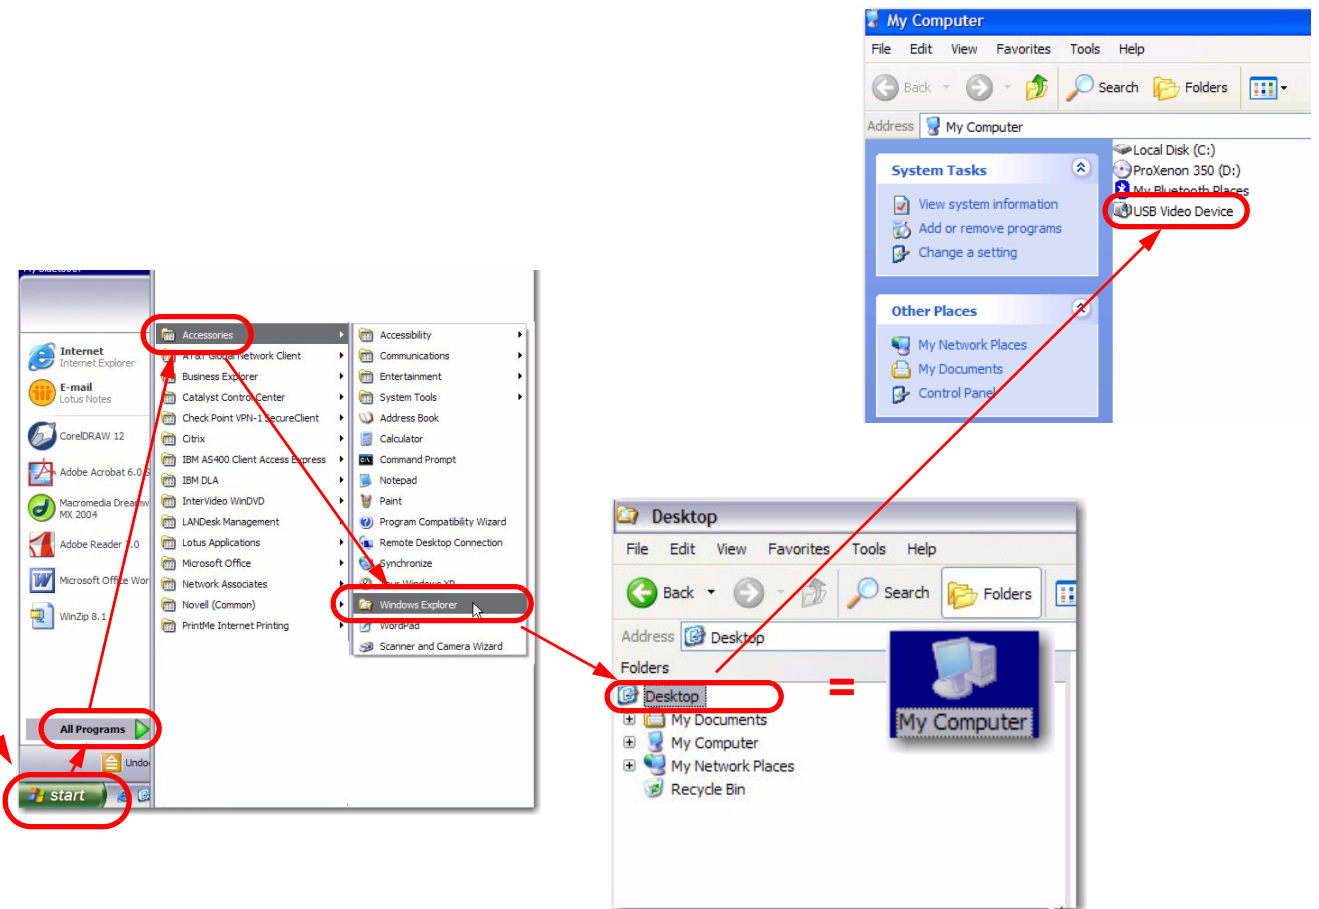 My Computer
File Edit View Favorites Tools Help
Back Search Folders
Address My Computer
System Tasks
View system information
Add or remove programs
Change a setting
Other Places
My Network Places
My Documents
Control Panel
Local Disk (C:)
ProXenon 350 (D:)
My Bluetooth Places
USB Video Device
Internet
Internet Explorer
E-mail
Lotus Notes
CorelDRAW 12
Adobe Acrobat 6.0 S
Macromedia Dreamw
MX 2004
Adobe Reader 7.0
Microsoft Office Wor
WinZip 8.1
All Programs
Undo
start
Accessories
AT&T Global Network Client
Business Explorer
Catalyst Control Center
Check Point VPN-1 SecureClient
Citrix
IBM AS400 Client Access Express
IBM DLA
InterVideo WinDVD
LANDesk Management
Lotus Applications
Microsoft Office
Network Associates
Novell (Common)
PrintMe Internet Printing
Accessibility
Communications
Entertainment
System Tools
Address Book
Calculator
Command Prompt
Notepad
Paint
Program Compatibility Wizard
Remote Desktop Connection
Synchronize
Windows Explorer
WordPad
Scanner and Camera Wizard
Desktop
File Edit View Favorites Tools Help
Back Search Folders
Address Desktop
Folders
Desktop
My Documents
My Computer
My Network Places
Recycle Bin
=
My Computer